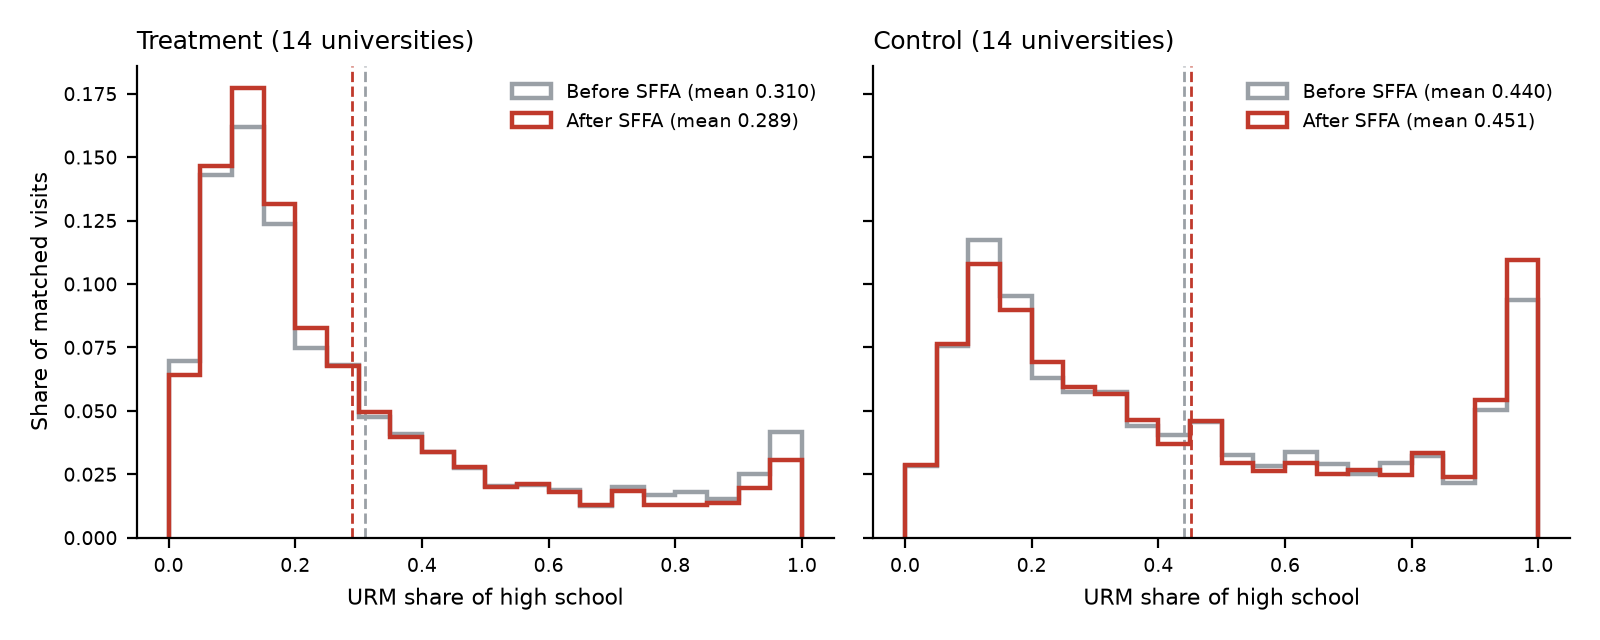 Treatment (14 universities)
Before SFFA (mean 0.310)
After SFFA (mean 0.289)
Share of matched visits
0.175
0.150
0.125
0.100
0.075
0.050
0.025
0.000
0.0 0.2 0.4 0.6 0.8 1.0
URM share of high school
Control (14 universities)
Before SFFA (mean 0.440)
After SFFA (mean 0.451)
0.0 0.2 0.4 0.6 0.8 1.0
URM share of high school